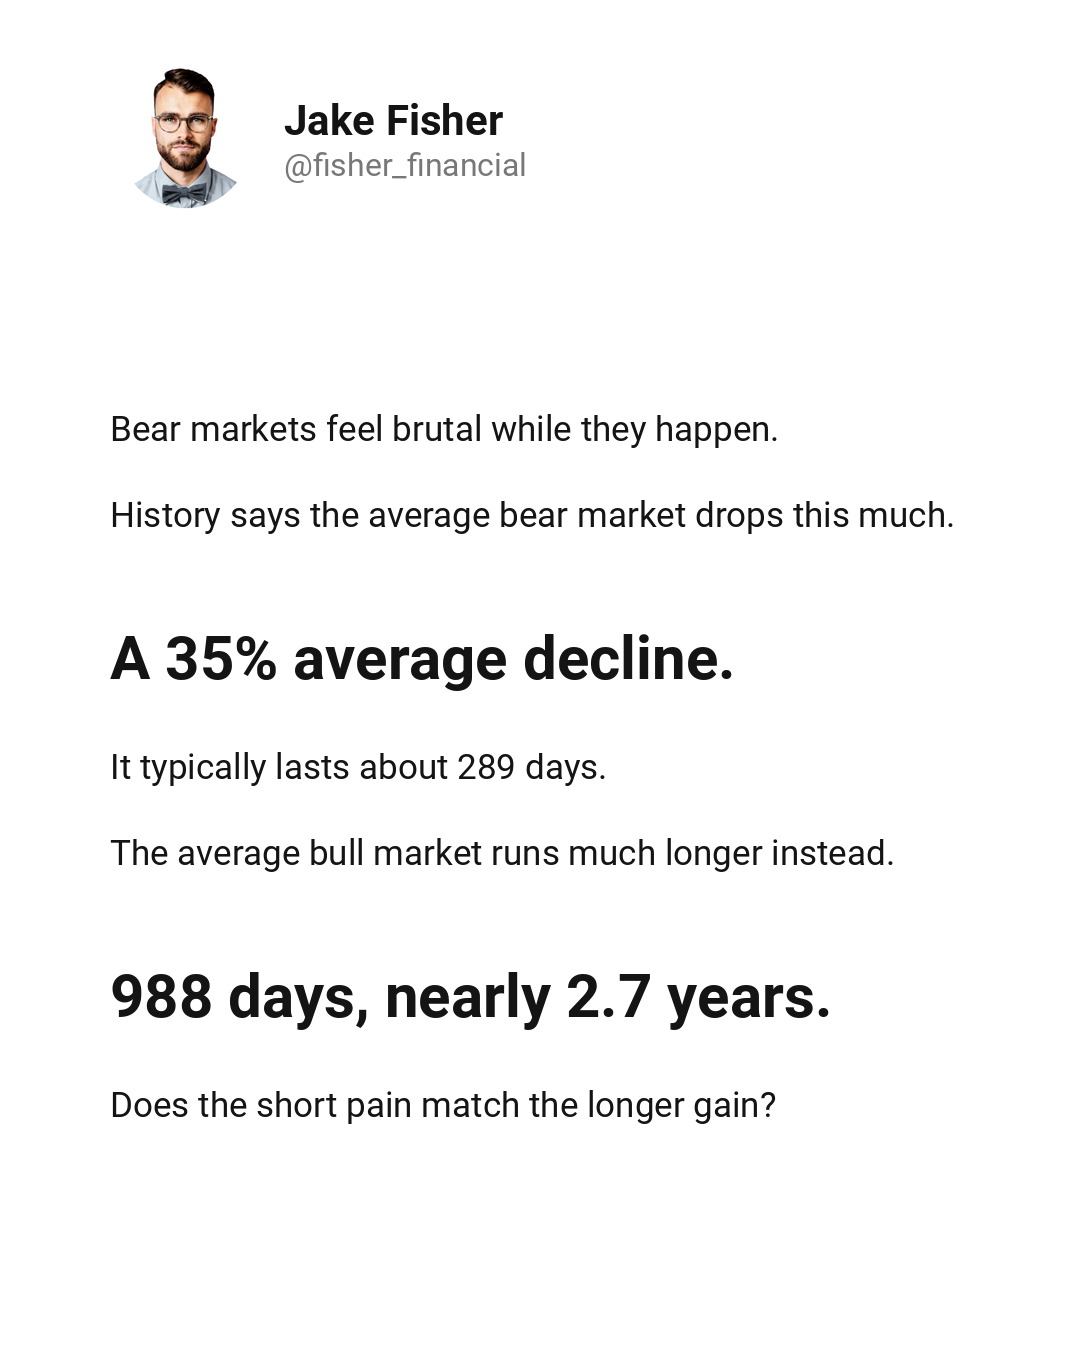 Jake Fisher
@fisher_financial
Bear markets feel brutal while they happen.
History says the average bear market drops this much.
A 35% average decline.
It typically lasts about 289 days.
The average bull market runs much longer instead.
988 days, nearly 2.7 years.
Does the short pain match the longer gain?